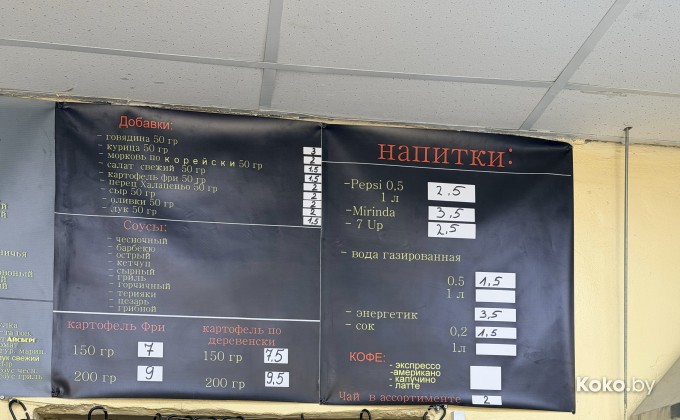 Добавки:
- говядина 50 гр 3
- курица 50 гр 2
- морковь по корейски 50 гр 1,5
- салат свежий 50 гр 1,5
- картофель фри 50 гр 2
- перец Халапеньо 50 гр 2
- сыр 50 гр 2
- оливки 50 гр 2
- лук 50 гр 1,5
Соусы:
- чесночный
- барбекю
- острый
- кетчуп
- сырный
- гриль
- горчичный
- терияки
- цезарь
- грибной
картофель Фри
150 гр 7
200 гр 9
картофель по
деревенски
150 гр 7,5
200 гр 9,5
напитки:
-Pepsi 0,5 2,5
1 л 3,5
-Mirinda 2,5
- 7 Up
- вода газированная
0.5 1,5
1 л
- энергетик 3,5
- сок 0,2 1,5
1л
КОФЕ:
- экспрессо
-американо
- капучино
- латте
Чай в ассортименте 2
свежий
Koko.by